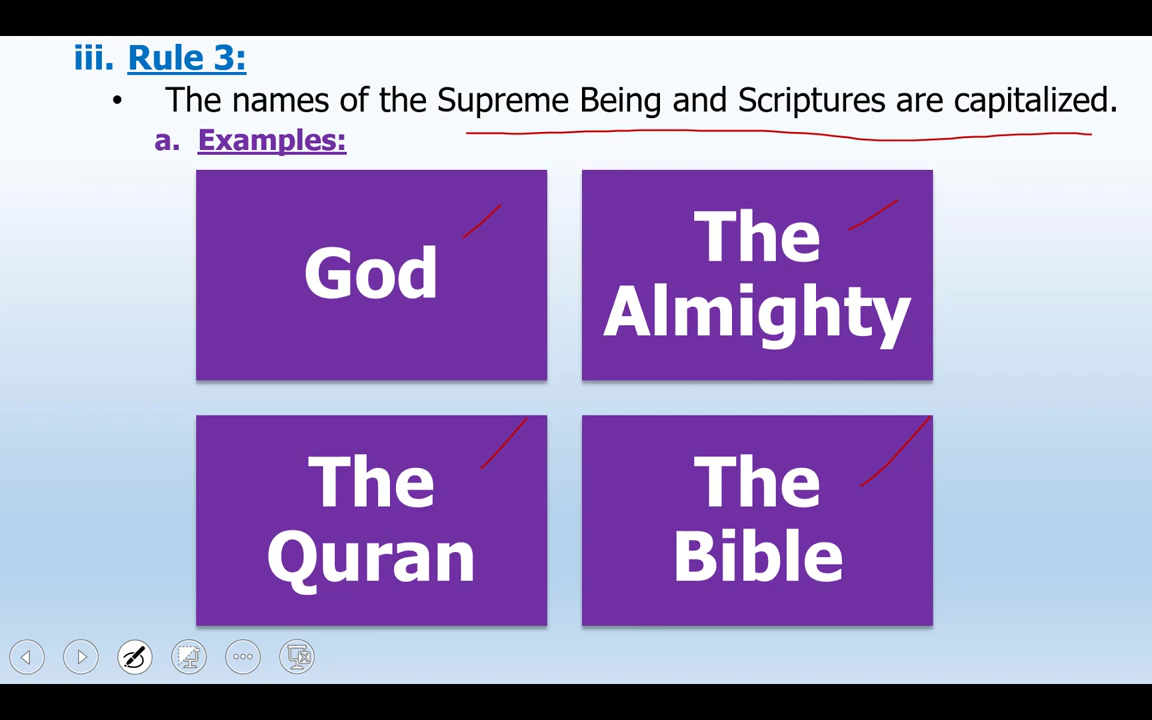 iii. Rule 3:
• The names of the Supreme Being and Scriptures are capitalized.
a. Examples:
God
The
Almighty
The
Quran
The
Bible